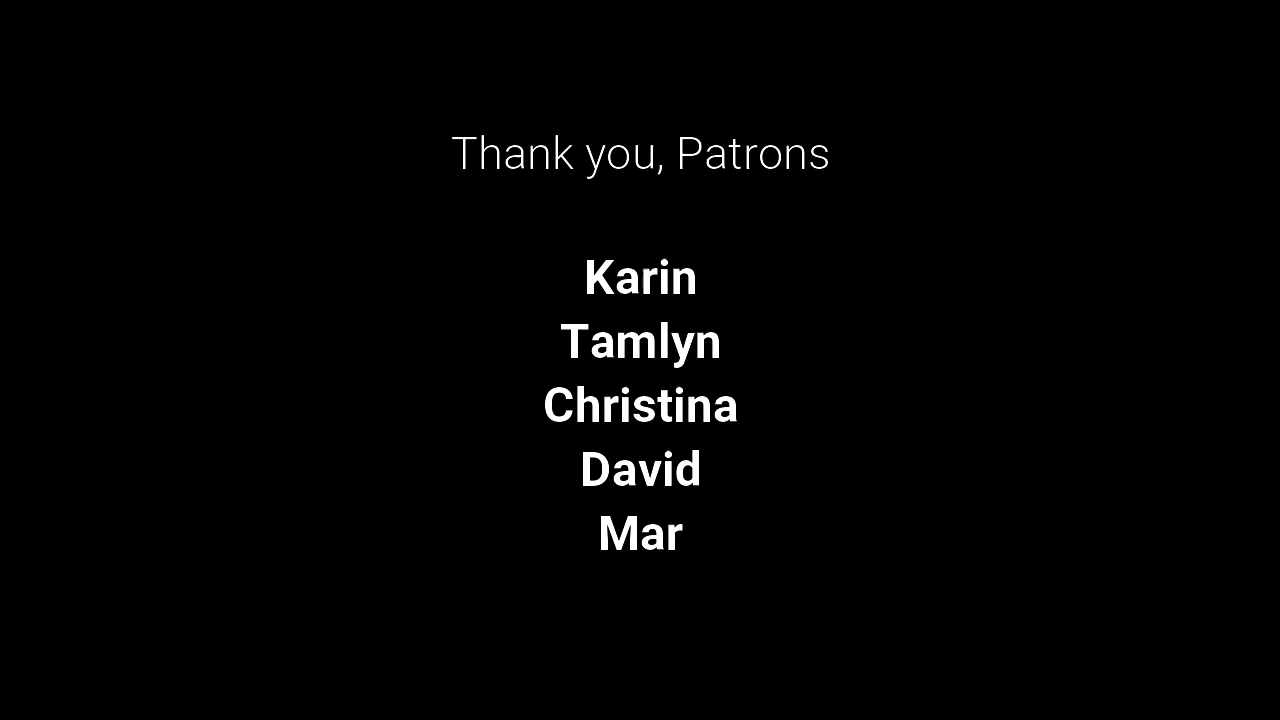 Thank you, Patrons
Karin
Tamlyn
Christina
David
Mar